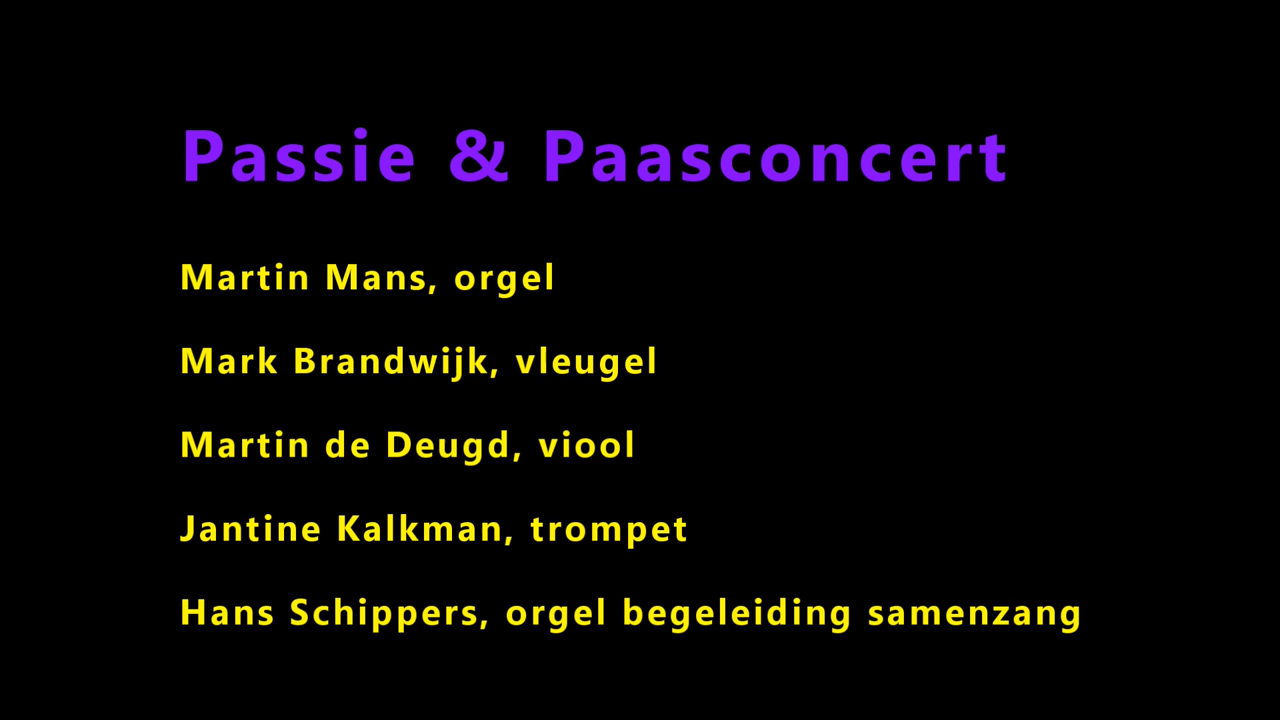 Passie & Paasconcert
Martin Mans, orgel
Mark Brandwijk, vleugel
Martin de Deugd, viool
Jantine Kalkman, trompet
Hans Schippers, orgel begeleiding samenzang